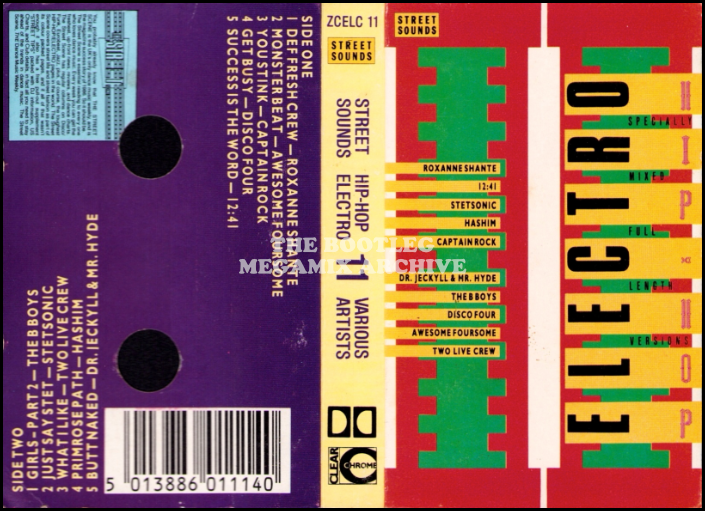 ZCELC 11
STREET
SOUNDS
STREET
SOUNDS
HIP-HOP
ELECTRO
11
VARIOUS
ARTISTS
CLEAR
CHROME
SIDE ONE
1 DEF FRESH CREW—ROXANNE SHANTE
2 MONSTER BEAT—AWESOME FOURSOME
3 YOU STINK—CAPTAIN ROCK
4 GET BUSY—DISCO FOUR
5 SUCCESS IS THE WORD—12:41
SIDE TWO
1 GIRLS—PART 2—THE B BOYS
2 JUST SAY STET—STETSONIC
3 WHAT I LIKE—TWO LIVE CREW
4 PRIMROSE PATH—HASHIM
5 BUTT NAKED—DR. JECKYLL & MR. HYDE
5 013886 011140
STREET
SOUNDS
ROXANNE SHANTE
12:41
STETSONIC
HASHIM
CAPTAIN ROCK
DR. JECKYLL & MR. HYDE
THE B BOYS
DISCO FOUR
AWESOME FOURSOME
TWO LIVE CREW
ELECTRO
HIP-HOP
SPECIALLY
MIXED
FULL
LENGTH
VERSIONS
THE BOOTLEG
MEGAMIX ARCHIVE